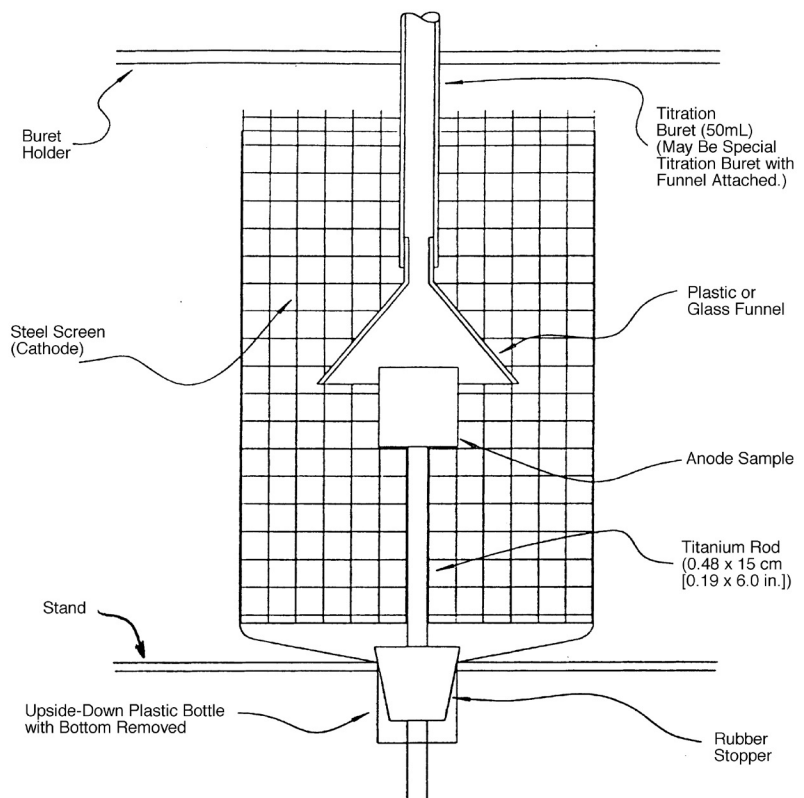 Buret
Holder
Titration
Buret (50mL)
(May Be Special
Titration Buret with
Funnel Attached.)
Plastic or
Glass Funnel
Steel Screen
(Cathode)
Anode Sample
Titanium Rod
(0.48 x 15 cm
[0.19 x 6.0 in.])
Stand
Upside-Down Plastic Bottle
with Bottom Removed
Rubber
Stopper